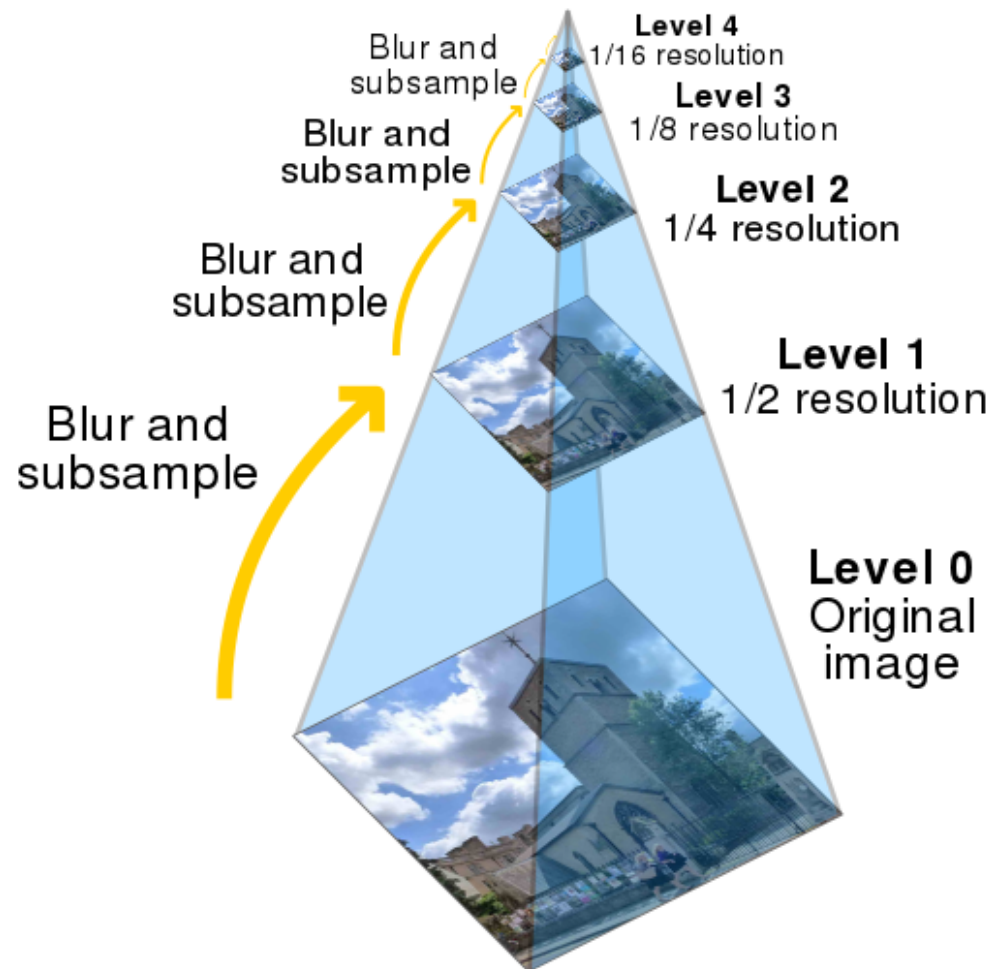 Level 4
1/16 resolution
Blur and
subsample
Level 3
1/8 resolution
Blur and
subsample
Level 2
1/4 resolution
Blur and
subsample
Level 1
1/2 resolution
Blur and
subsample
Level 0
Original
image